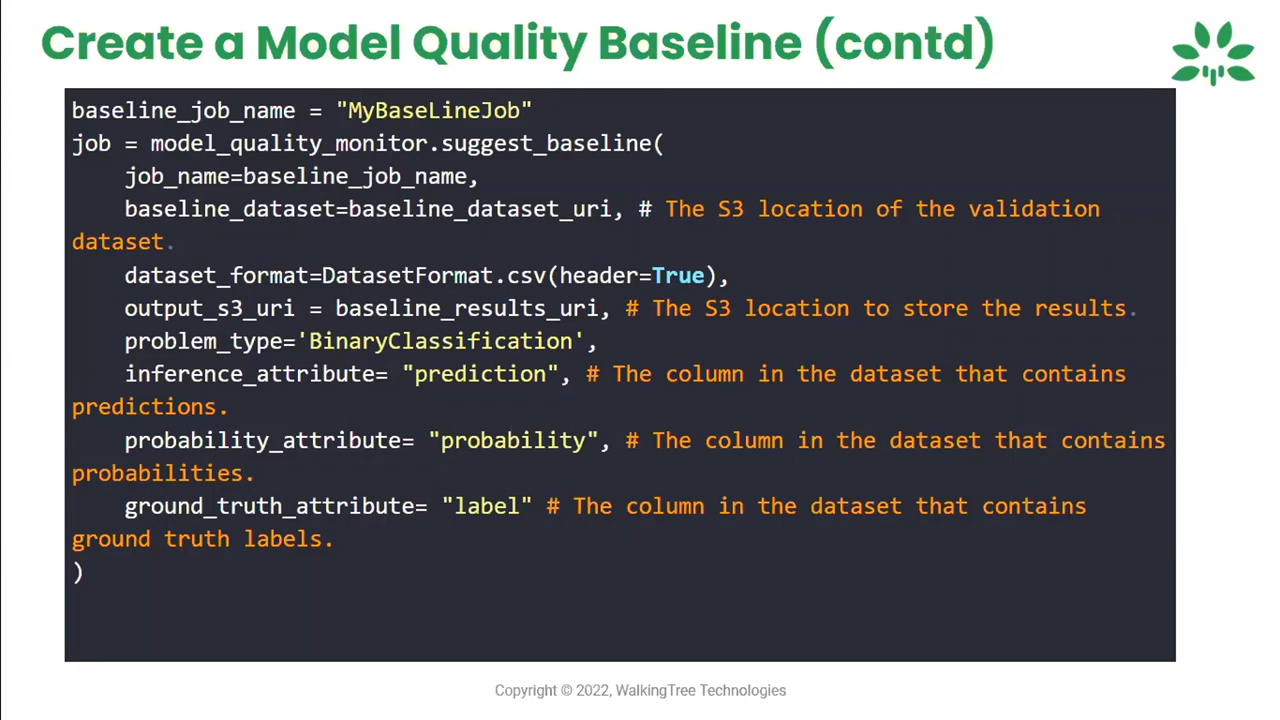 Create a Model Quality Baseline (contd)
baseline_job_name = "MyBaseLineJob"
job = model_quality_monitor.suggest_baseline(
    job_name=baseline_job_name,
    baseline_dataset=baseline_dataset_uri, # The S3 location of the validation
dataset.
    dataset_format=DatasetFormat.csv(header=True),
    output_s3_uri = baseline_results_uri, # The S3 location to store the results.
    problem_type='BinaryClassification',
    inference_attribute= "prediction", # The column in the dataset that contains
predictions.
    probability_attribute= "probability", # The column in the dataset that contains
probabilities.
    ground_truth_attribute= "label" # The column in the dataset that contains
ground truth labels.
)
Copyright © 2022, WalkingTree Technologies